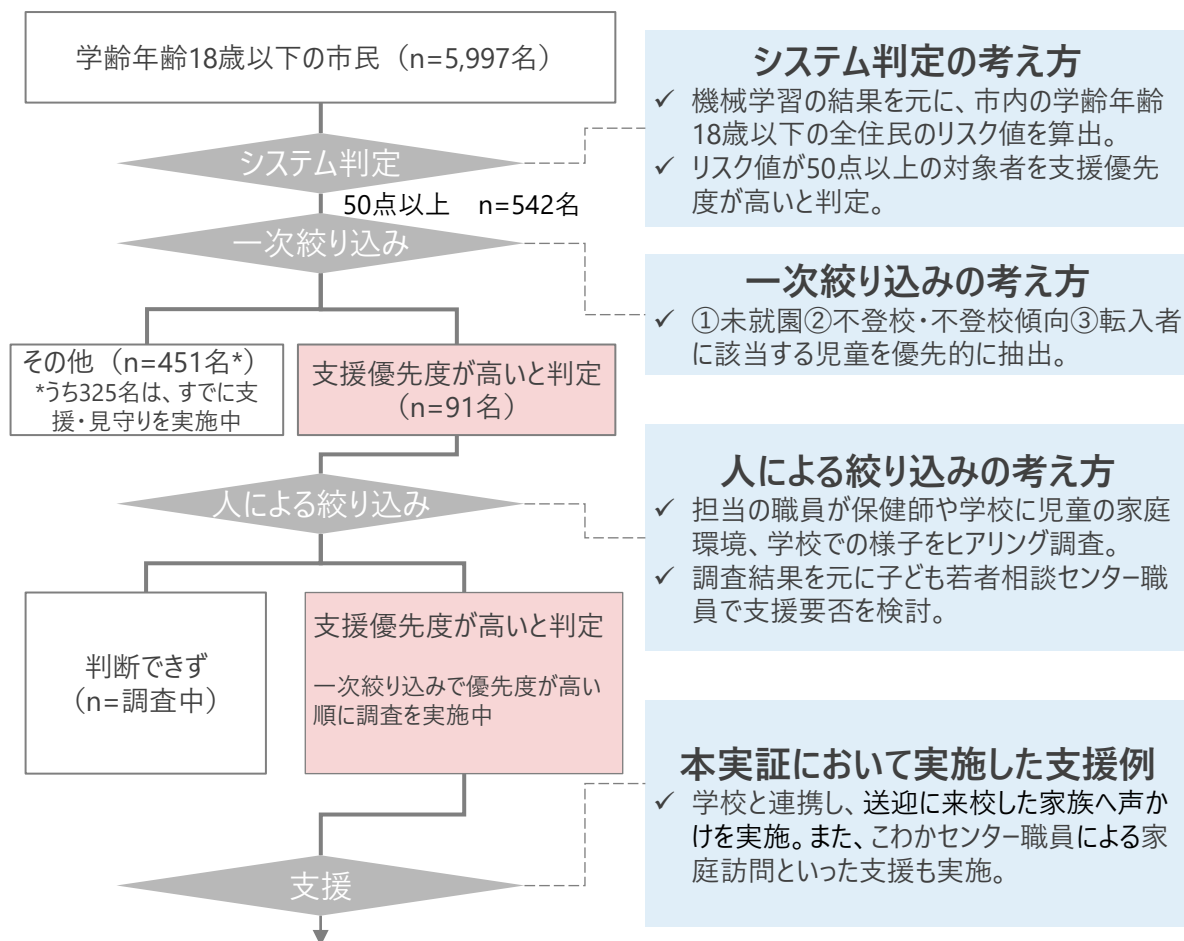 学齢年齢18歳以下の市民（n=5,997名）
システム判定
50点以上　n=542名
一次絞り込み
その他（n=451名*）
*うち325名は、すでに支
援・見守りを実施中
支援優先度が高いと判定
（n=91名）
人による絞り込み
判断できず
（n=調査中）
支援優先度が高いと判定
一次絞り込みで優先度が高い
順に調査を実施中
支援
システム判定の考え方
✓ 機械学習の結果を元に、市内の学齢年齢
18歳以下の全住民のリスク値を算出。
✓ リスク値が50点以上の対象者を支援優先
度が高いと判定。
一次絞り込みの考え方
✓ ①未就園②不登校・不登校傾向③転入者
に該当する児童を優先的に抽出。
人による絞り込みの考え方
✓ 担当の職員が保健師や学校に児童の家庭
環境、学校での様子をヒアリング調査。
✓ 調査結果を元に子ども若者相談センター職
員で支援要否を検討。
本実証において実施した支援例
✓ 学校と連携し、送迎に来校した家族へ声か
けを実施。また、こわかセンター職員による家
庭訪問といった支援も実施。